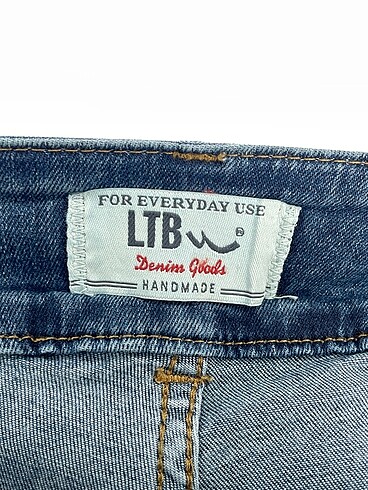 FOR EVERYDAY USE
LTB ®
Denim Goods
HANDMADE